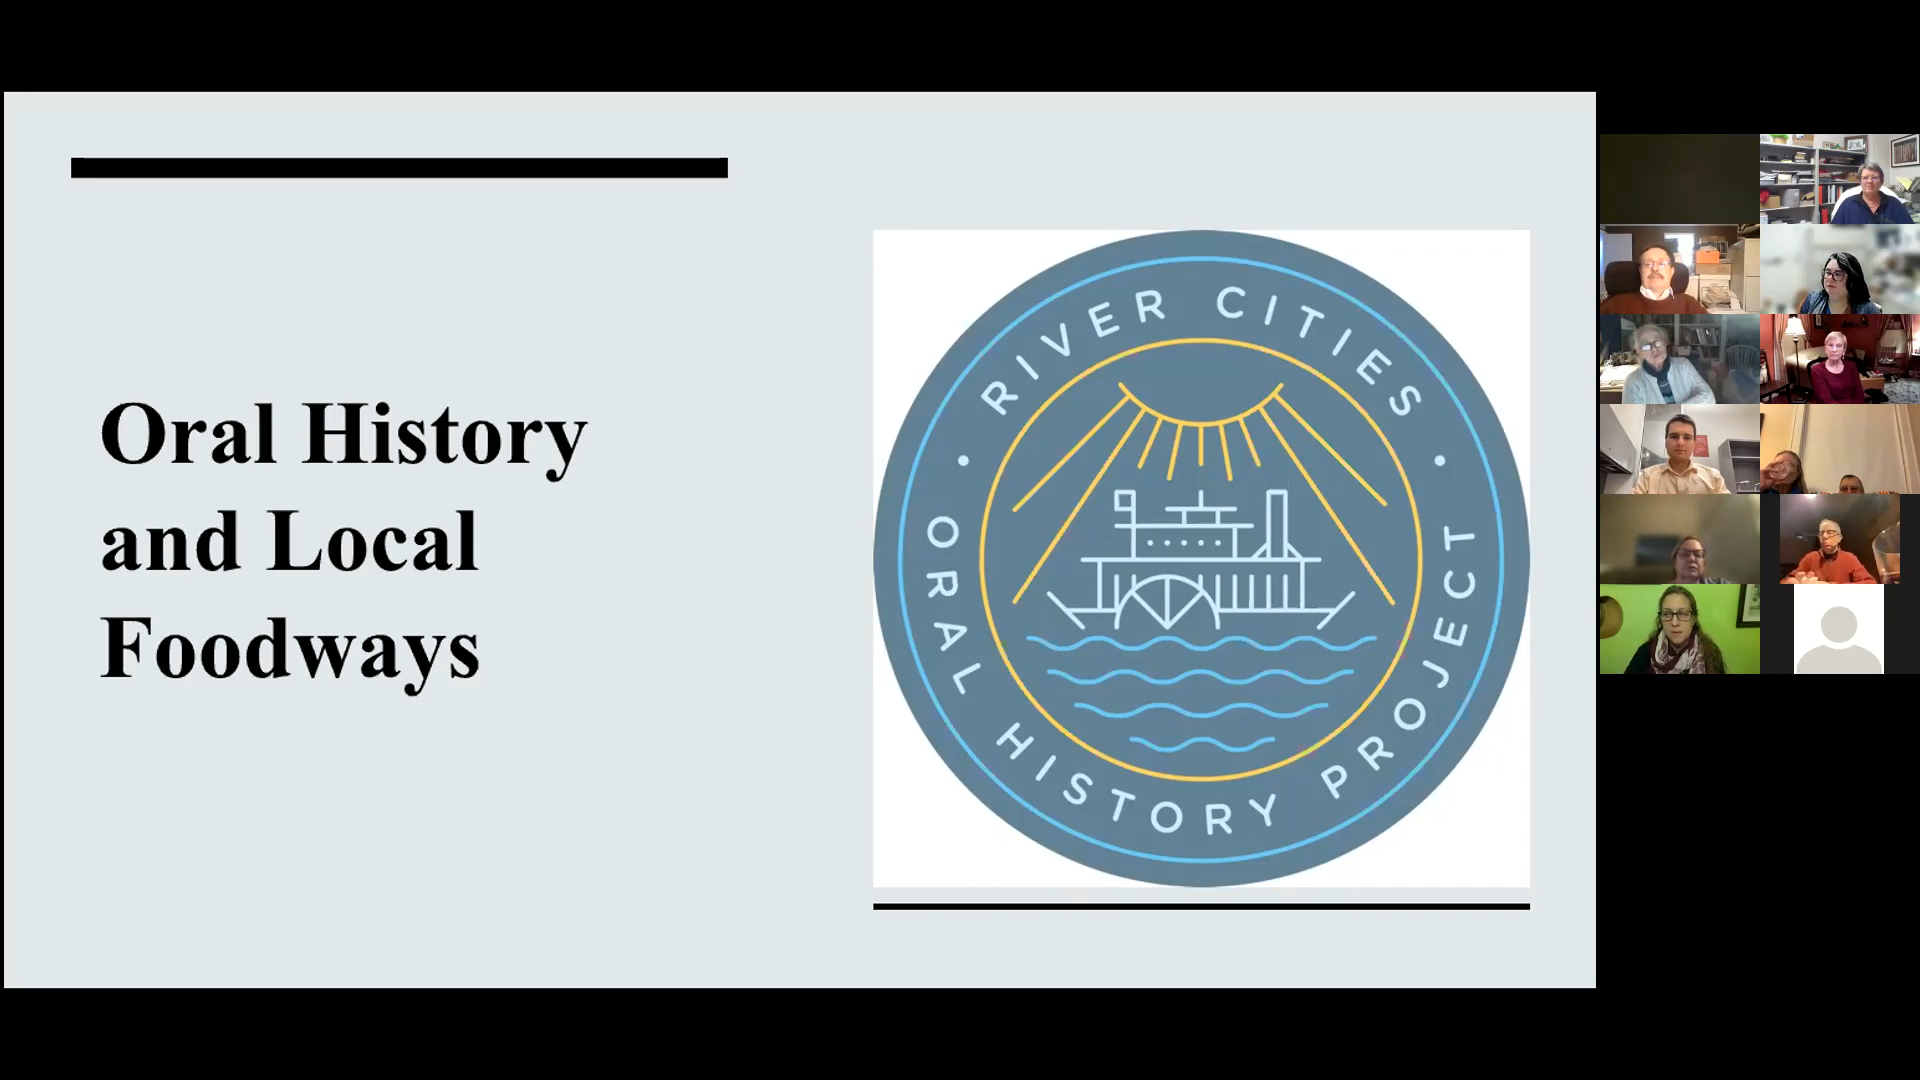 Oral History
and Local
Foodways
RIVER CITIES
ORAL HISTORY PROJECT